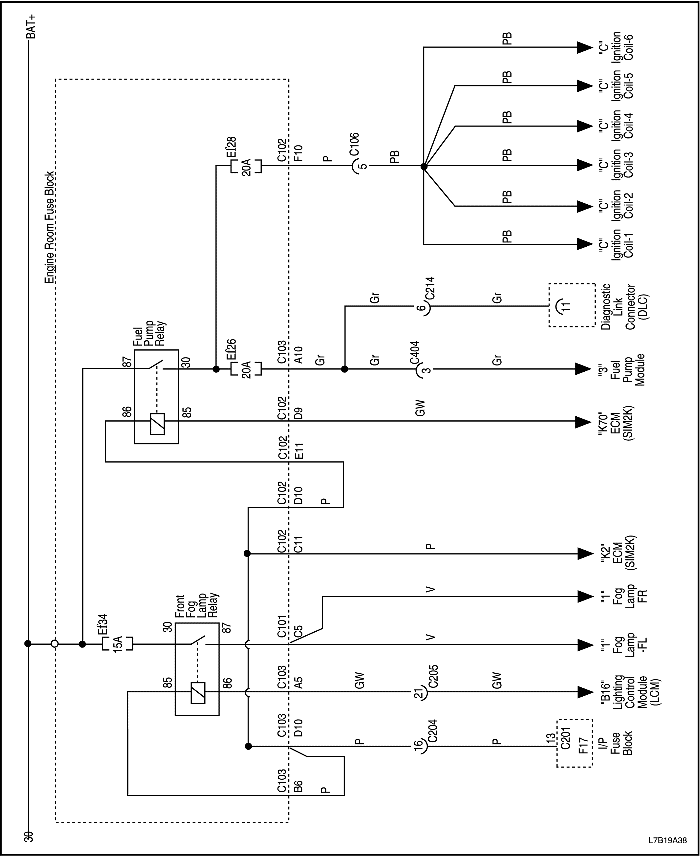 30
BAT+
Engine Room Fuse Block
Ef28
20A
C102
F10
P
C106
5
PB
PB
"C"
Ignition
Coil-6
PB
"C"
Ignition
Coil-5
PB
"C"
Ignition
Coil-4
PB
"C"
Ignition
Coil-3
PB
"C"
Ignition
Coil-2
PB
"C"
Ignition
Coil-1
Fuel
Pump
Relay
87
30
86
85
Ef26
20A
C103
A10
Gr
Gr
6
C214
Gr
11
Diagnostic
Link
Connector
(DLC)
Gr
C404
3
Gr
"3"
Fuel
Pump
Module
C102
D9
GW
"K70"
ECM
(SIM2K)
C102
E11
C102
D10
P
C102
C11
P
"K2"
ECM
(SIM2K)
Ef34
15A
Front
Fog
Lamp
Relay
30
87
85
86
C101
C5
V
"1"
Fog
Lamp
FR
V
"1"
Fog
Lamp
-FL
C103
A5
GW
21
C205
GW
"B16"
Lighting
Control
Module
(LCM)
C103
D10
P
16
C204
P
13
C201
F17
I/P
Fuse
Block
C103
B6
P
L7B19A38